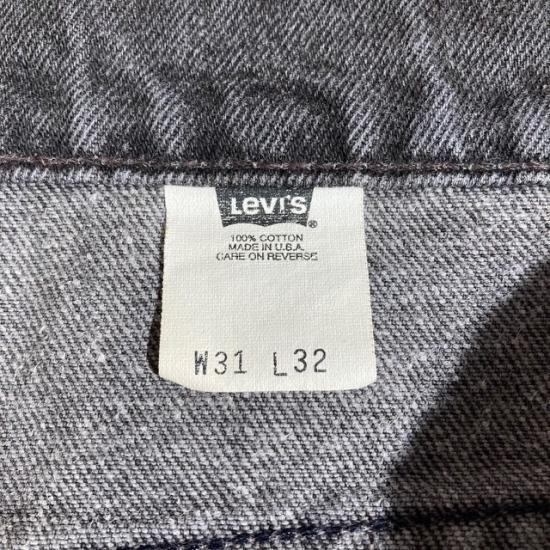 Levi's ®
100% COTTON
MADE IN U.S.A.
CARE ON REVERSE
W31 L32